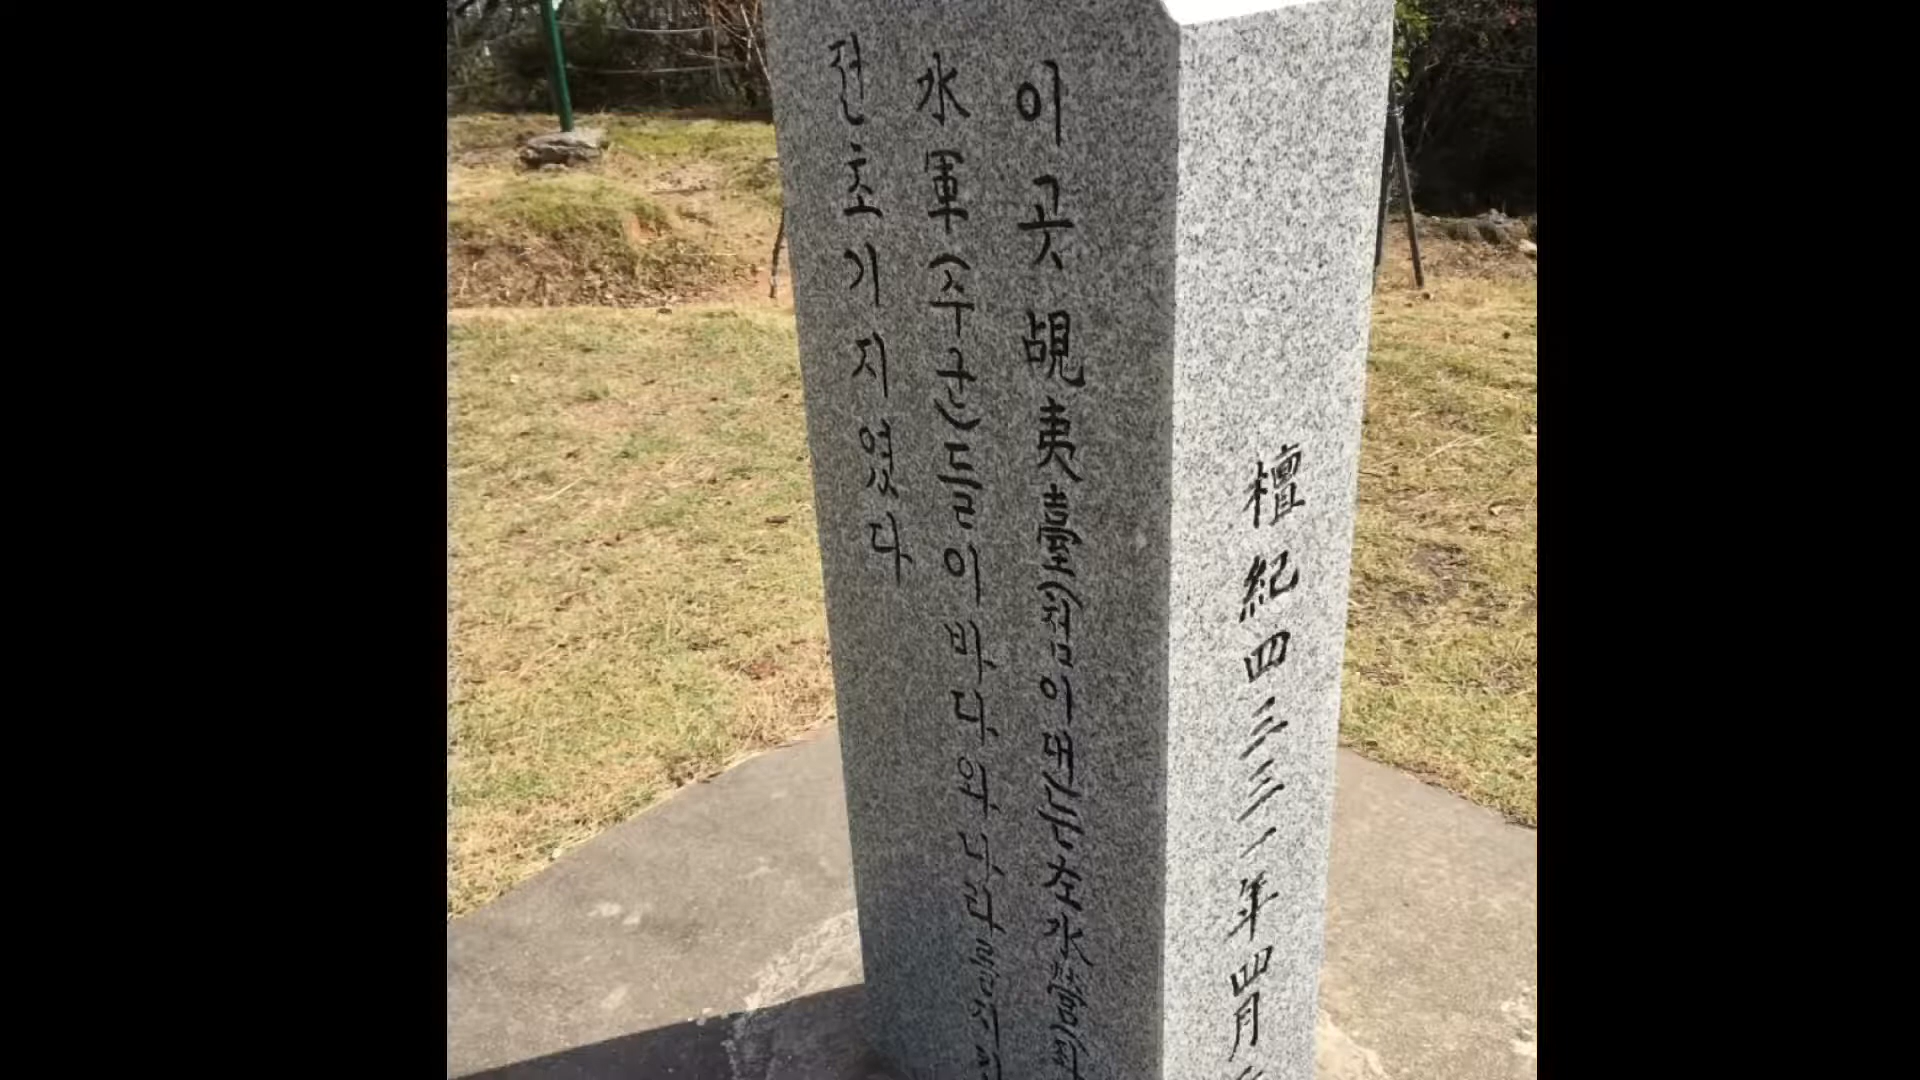 이곳 覘夷臺(점이대)는 左水營(좌
水軍(수군)들이 바다와 나라를 지키
전초기지였다
檀紀四三三一年四月